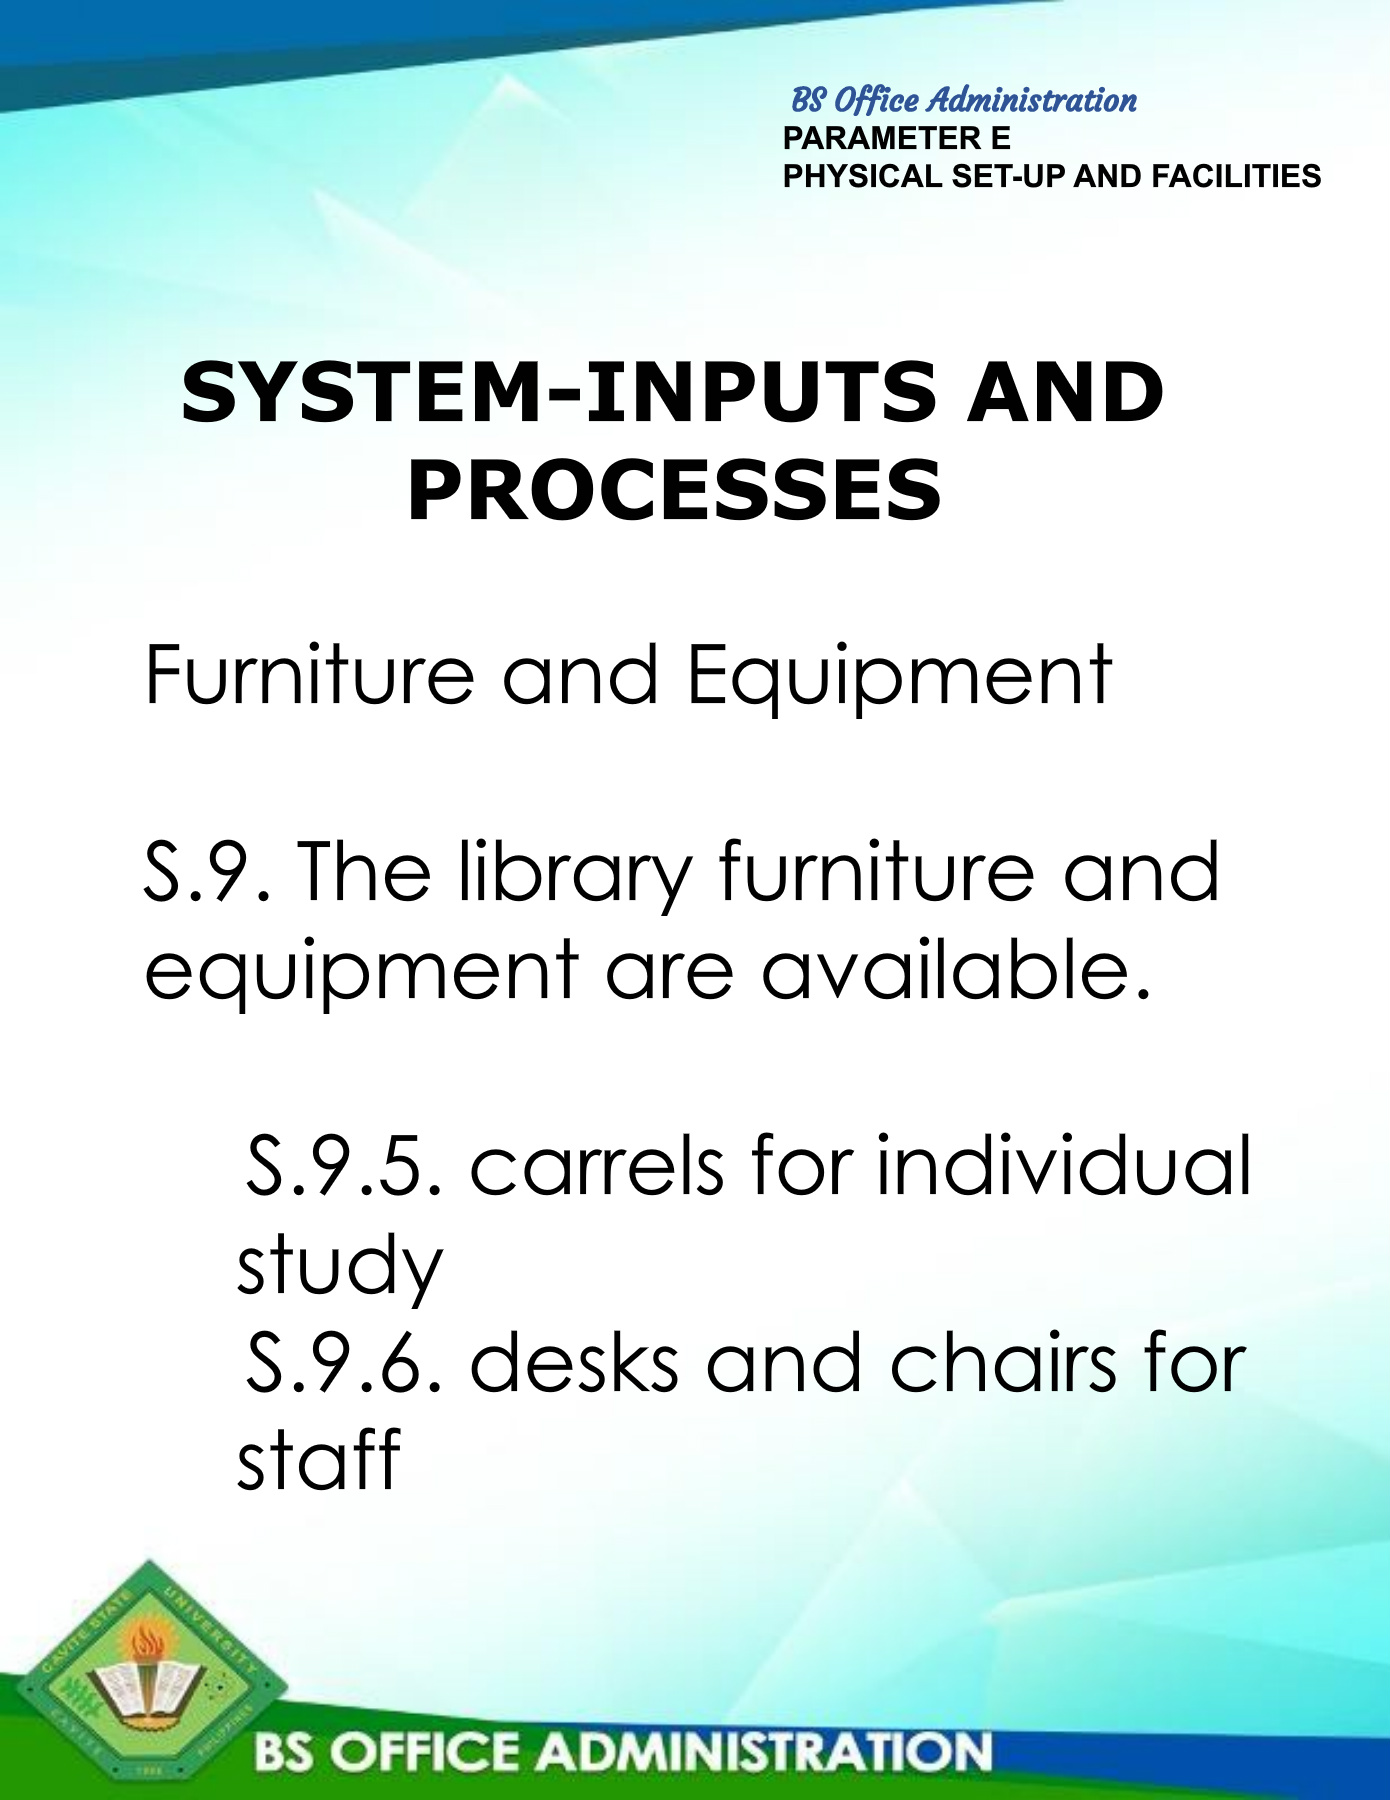 BS Office Administration
PARAMETER E
PHYSICAL SET-UP AND FACILITIES
SYSTEM-INPUTS AND
PROCESSES
Furniture and Equipment
S.9. The library furniture and
equipment are available.
S.9.5. carrels for individual
study
S.9.6. desks and chairs for
staff
CAVITE STATE
UNIVERSITY
CAVITE
PHILIPPINES
1906
BS OFFICE ADMINISTRATION